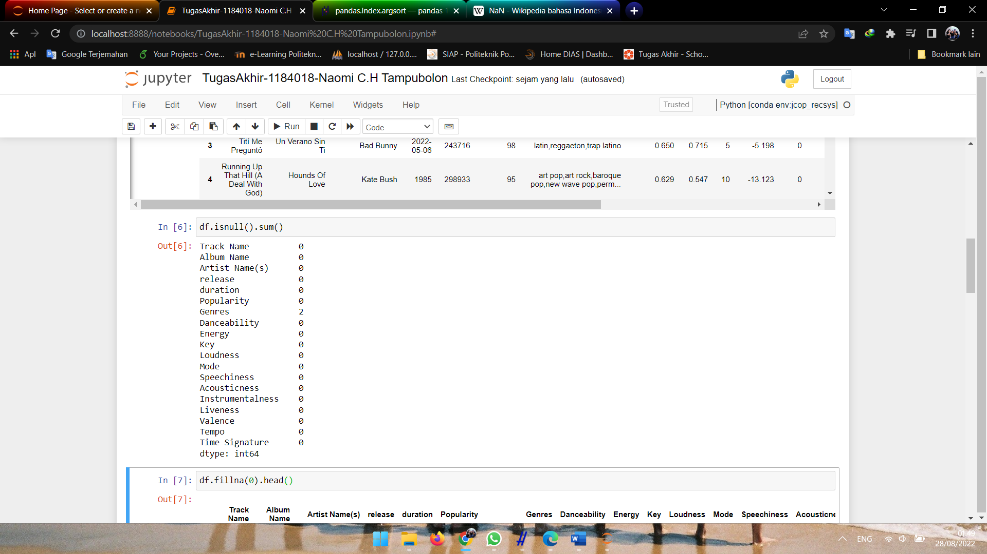 Home Page - Select or create a n
TugasAkhir-1184018-Naomi C.H
pandas.Index.argsort — pandas
NaN - Wikipedia bahasa Indones
localhost:8888/notebooks/TugasAkhir-1184018-Naomi%20C.H%20Tampubolon.ipynb#
Apl
Google Terjemahan
Your Projects - Ove...
e-Learning Politekn...
localhost / 127.0.0....
SIAP - Politeknik Po...
Home DIAS | Dashb...
Tugas Akhir - Scho...
Bookmark lain
jupyter TugasAkhir-1184018-Naomi C.H Tampubolon Last Checkpoint: sejam yang lalu (autosaved)
Logout
File Edit View Insert Cell Kernel Widgets Help
Trusted
Python [conda env:jcop_recsys]
Run
Code
3 Tití Me Preguntó Un Verano Sin Ti Bad Bunny 2022-05-06 243716 98 latin,reggaeton,trap latino 0.650 0.715 5 -5.198 0
4 Running Up That Hill (A Deal With God) Hounds Of Love Kate Bush 1985 298933 95 art pop,art rock,baroque pop,new wave pop,perm... 0.629 0.547 10 -13.123 0
In [6]: df.isnull().sum()
Out[6]: Track Name 0
Album Name 0
Artist Name(s) 0
release 0
duration 0
Popularity 0
Genres 2
Danceability 0
Energy 0
Key 0
Loudness 0
Mode 0
Speechiness 0
Acousticness 0
Instrumentalness 0
Liveness 0
Valence 0
Tempo 0
Time Signature 0
dtype: int64
In [7]: df.fillna(0).head()
Out[7]:
Track Name Album Name Artist Name(s) release duration Popularity Genres Danceability Energy Key Loudness Mode Speechiness Acousticne
ENG
28/08/2022